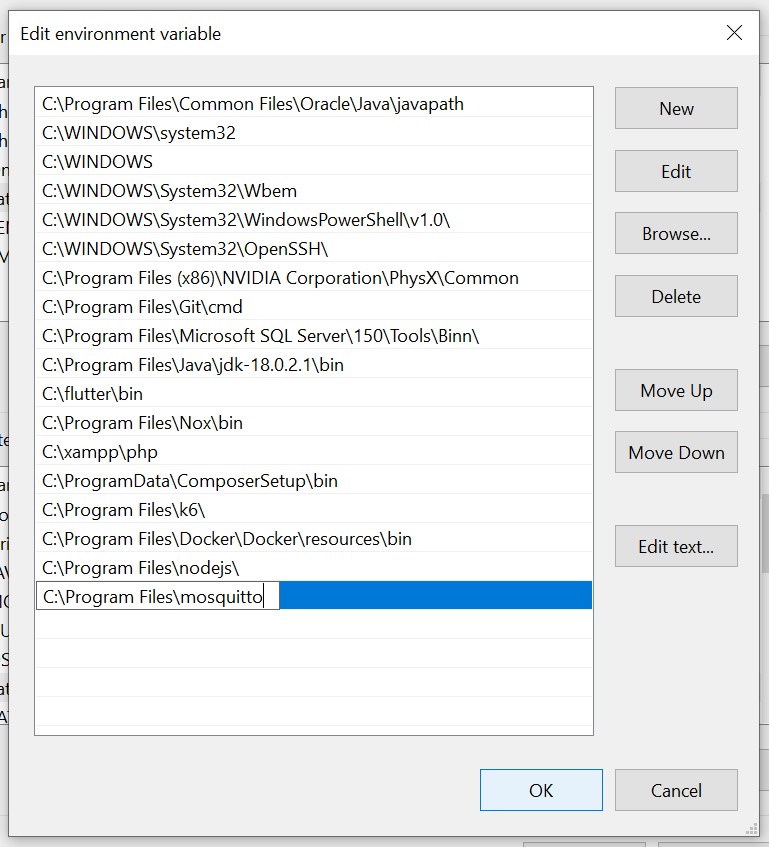 Edit environment variable
C:\Program Files\Common Files\Oracle\Java\javapath
C:\WINDOWS\system32
C:\WINDOWS
C:\WINDOWS\System32\Wbem
C:\WINDOWS\System32\WindowsPowerShell\v1.0\
C:\WINDOWS\System32\OpenSSH\
C:\Program Files (x86)\NVIDIA Corporation\PhysX\Common
C:\Program Files\Git\cmd
C:\Program Files\Microsoft SQL Server\150\Tools\Binn\
C:\Program Files\Java\jdk-18.0.2.1\bin
C:\flutter\bin
C:\Program Files\Nox\bin
C:\xampp\php
C:\ProgramData\ComposerSetup\bin
C:\Program Files\k6\
C:\Program Files\Docker\Docker\resources\bin
C:\Program Files\nodejs\
C:\Program Files\mosquitto
New
Edit
Browse...
Delete
Move Up
Move Down
Edit text...
OK
Cancel